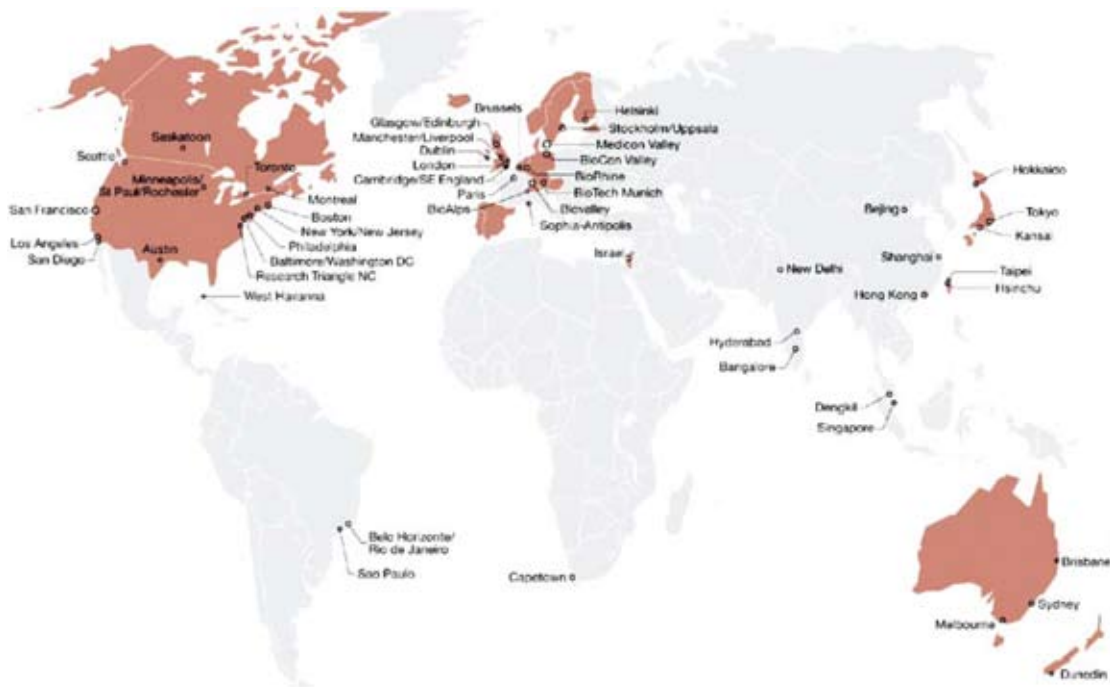 Brussels
Helsinki
Glasgow/Edinburgh
Stockholm/Uppsala
Manchester/Liverpool
Medicon Valley
Saskatoon
Dublin
BioCon Valley
Seattle
Toronto
London
BioRhine
Hokkaido
Minneapolis/
St Paul/Rochester
Cambridge/SE England
BioTech Munich
Montreal
Paris
Biovalley
BioAlps
Sophia-Antipolis
San Francisco
Boston
Beijing
Tokyo
New York/New Jersey
Kansai
Los Angeles
Philadelphia
San Diego
Austin
Baltimore/Washington DC
Israel
Shanghai
Research Triangle NC
New Delhi
Taipei
Hsinchu
West Havanna
Hong Kong
Hyderabad
Bangalore
Dengkil
Singapore
Belo Horizonte/
Rio de Janeiro
Sao Paulo
Capetown
Brisbane
Sydney
Melbourne
Dunedin